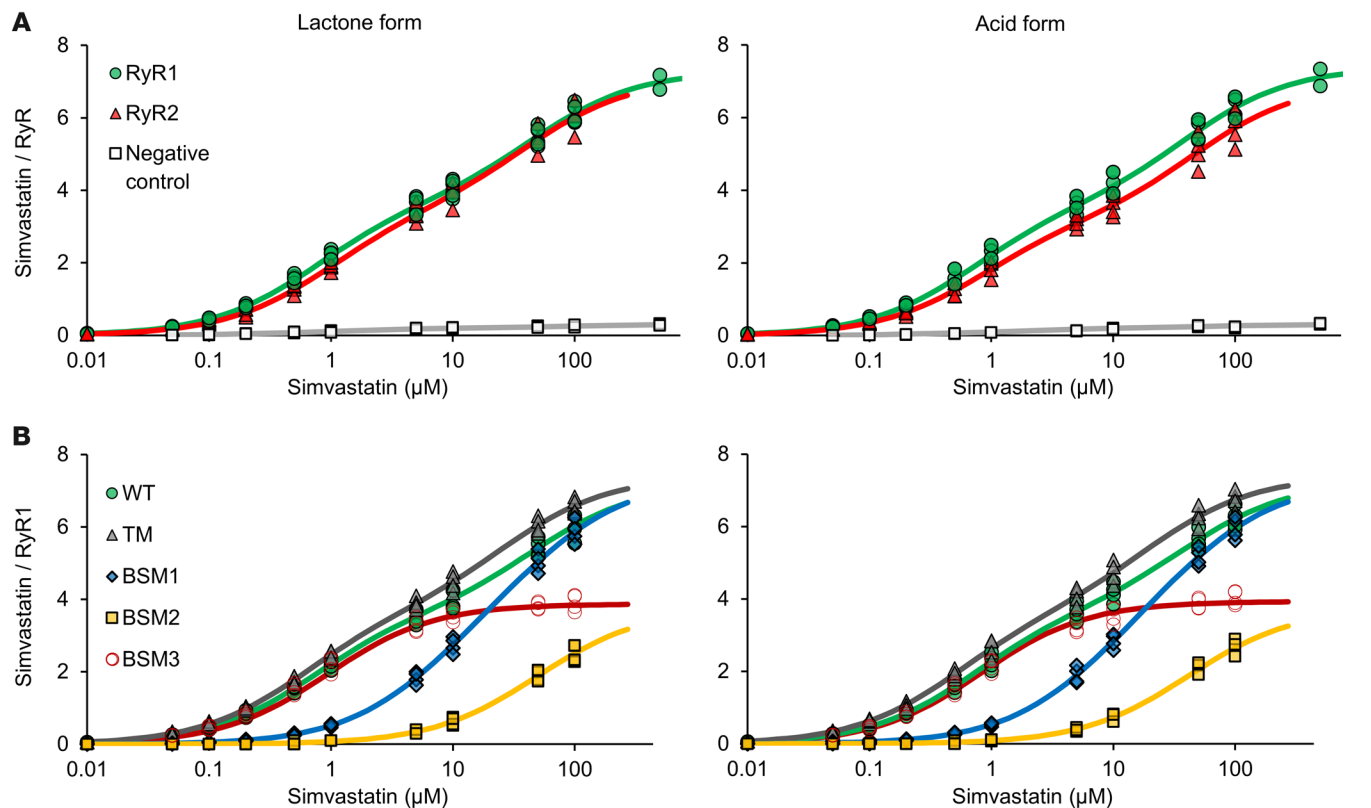 A
Lactone form
Acid form
8
6
4
2
0
Simvastatin / RyR
RyR1
RyR2
Negative
control
0.01
0.1
1
10
100
Simvastatin (µM)
8
6
4
2
0
0.01
0.1
1
10
100
Simvastatin (µM)
B
8
6
4
2
0
Simvastatin / RyR1
WT
TM
BSM1
BSM2
BSM3
0.01
0.1
1
10
100
Simvastatin (µM)
8
6
4
2
0
0.01
0.1
1
10
100
Simvastatin (µM)